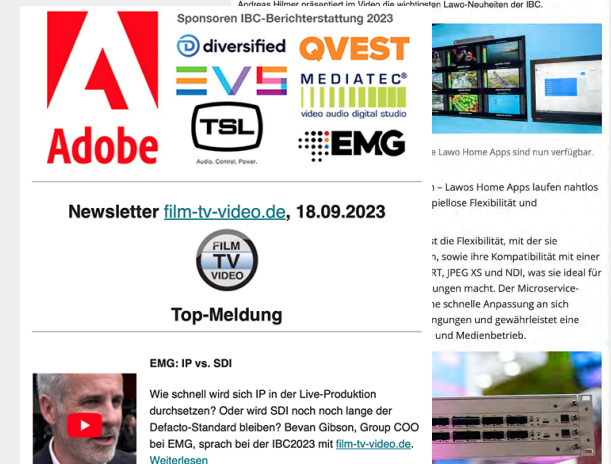 Andreas Hilmer präsentiert im Video die wichtigsten Lawo-Neuheiten der IBC.
Sponsoren IBC-Berichterstattung 2023
Adobe
diversified
QVEST
EVS
MEDIATEC®
video audio digital studio
TSL
Audio. Control. Power.
EMG
Newsletter film-tv-video.de, 18.09.2023
FILM
TV
VIDEO
Top-Meldung
EMG: IP vs. SDI
Wie schnell wird sich IP in der Live-Produktion
durchsetzen? Oder wird SDI noch noch lange der
Defacto-Standard bleiben? Bevan Gibson, Group COO
bei EMG, sprach bei der IBC2023 mit film-tv-video.de.
Weiterlesen
e Lawo Home Apps sind nun verfügbar.
– Lawos Home Apps laufen nahtlos
piellose Flexibilität und
st die Flexibilität, mit der sie
n, sowie ihre Kompatibilität mit einer
RT, JPEG XS und NDI, was sie ideal für
ungen macht. Der Microservice-
ne schnelle Anpassung an sich
ngungen und gewährleistet eine
und Medienbetrieb.